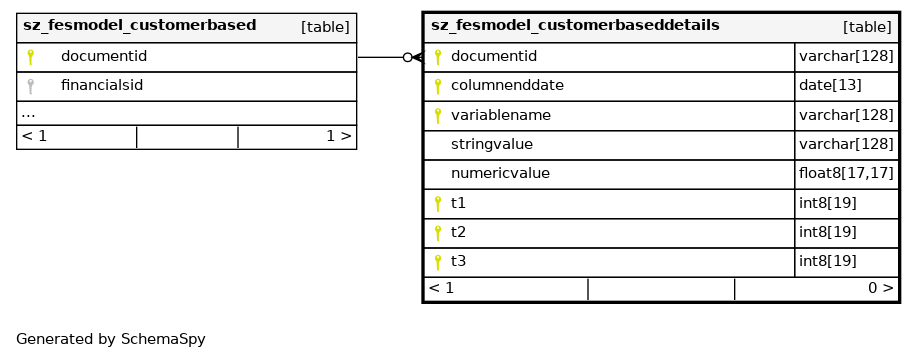 sz_fesmodel_customerbased [table]
documentid
financialsid
...
< 1 1 >
sz_fesmodel_customerbaseddetails [table]
documentid varchar[128]
columnenddate date[13]
variablename varchar[128]
stringvalue varchar[128]
numericvalue float8[17,17]
t1 int8[19]
t2 int8[19]
t3 int8[19]
< 1 0 >
Generated by SchemaSpy